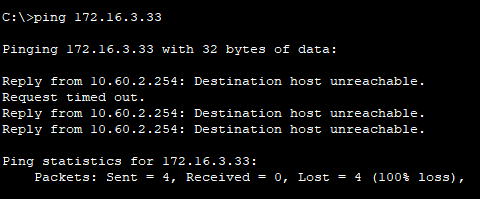 C:\>ping 172.16.3.33
Pinging 172.16.3.33 with 32 bytes of data:
Reply from 10.60.2.254: Destination host unreachable.
Request timed out.
Reply from 10.60.2.254: Destination host unreachable.
Reply from 10.60.2.254: Destination host unreachable.
Ping statistics for 172.16.3.33:
Packets: Sent = 4, Received = 0, Lost = 4 (100% loss),